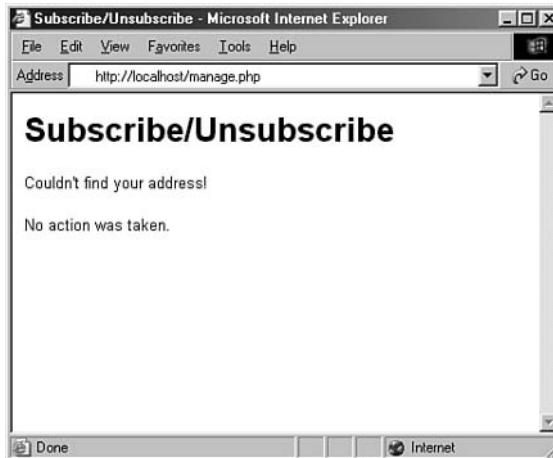 Subscribe/Unsubscribe - Microsoft Internet Explorer
File Edit View Favorites Tools Help
Address http://localhost/manage.php Go
Subscribe/Unsubscribe
Couldn't find your address!
No action was taken.
Done Internet